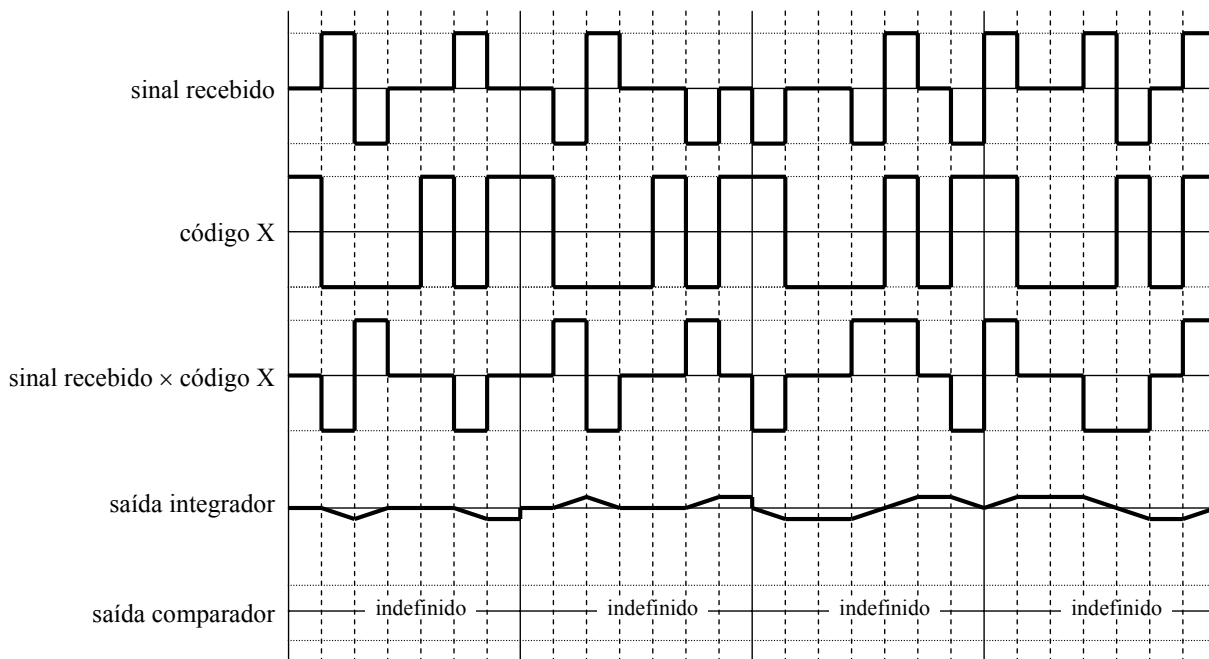 sinal recebido
código X
sinal recebido × código X
saída integrador
saída comparador
indefinido
indefinido
indefinido
indefinido